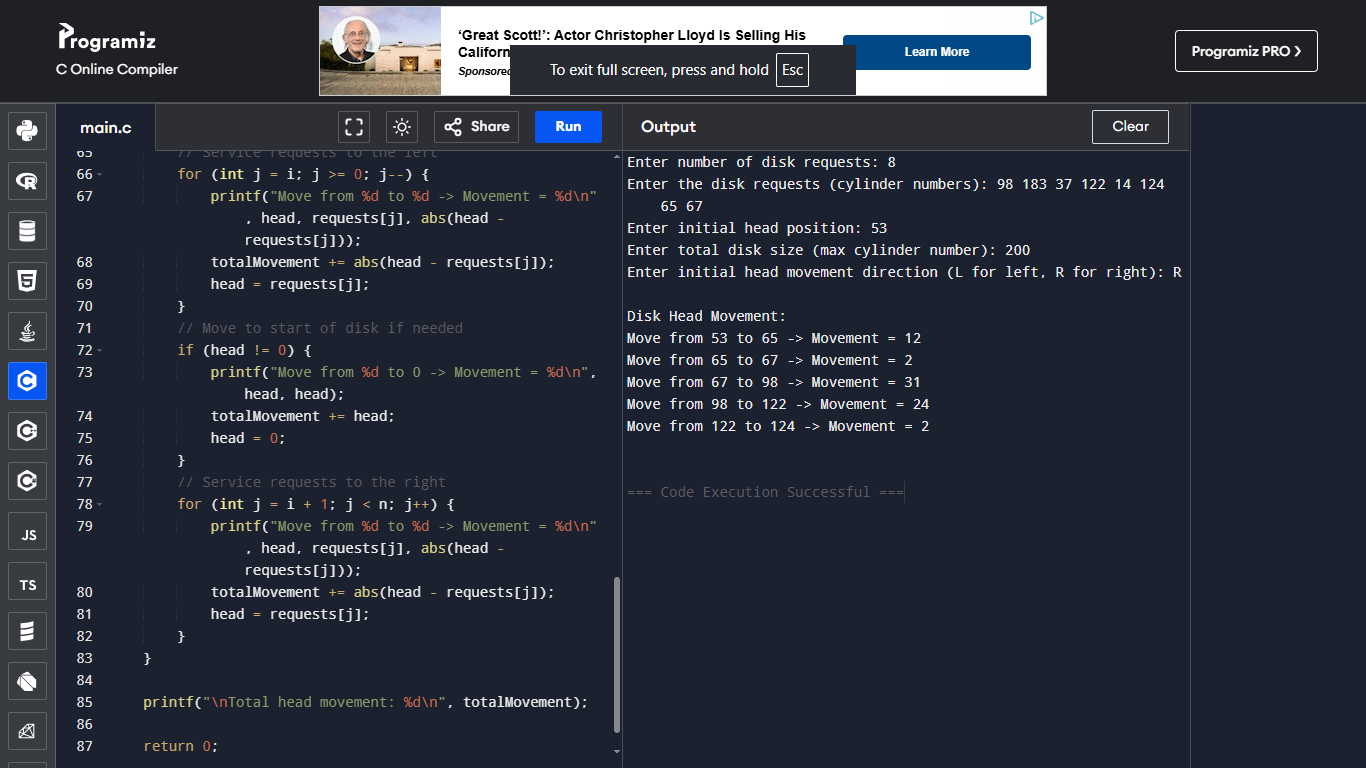 Programiz
C Online Compiler
‘Great Scott!’: Actor Christopher Lloyd Is Selling His
Californ
Sponsored
Learn More
To exit full screen, press and hold Esc
Programiz PRO >
main.c
Share
Run
Output
Clear
65 // Service requests to the left
66 for (int j = i; j >= 0; j--) {
67 printf("Move from %d to %d -> Movement = %d\n"
, head, requests[j], abs(head -
requests[j]));
68 totalMovement += abs(head - requests[j]);
69 head = requests[j];
70 }
71 // Move to start of disk if needed
72 if (head != 0) {
73 printf("Move from %d to 0 -> Movement = %d\n",
head, head);
74 totalMovement += head;
75 head = 0;
76 }
77 // Service requests to the right
78 for (int j = i + 1; j < n; j++) {
79 printf("Move from %d to %d -> Movement = %d\n"
, head, requests[j], abs(head -
requests[j]));
80 totalMovement += abs(head - requests[j]);
81 head = requests[j];
82 }
83 }
84
85 printf("\nTotal head movement: %d\n", totalMovement);
86
87 return 0;
Enter number of disk requests: 8
Enter the disk requests (cylinder numbers): 98 183 37 122 14 124
65 67
Enter initial head position: 53
Enter total disk size (max cylinder number): 200
Enter initial head movement direction (L for left, R for right): R
Disk Head Movement:
Move from 53 to 65 -> Movement = 12
Move from 65 to 67 -> Movement = 2
Move from 67 to 98 -> Movement = 31
Move from 98 to 122 -> Movement = 24
Move from 122 to 124 -> Movement = 2
=== Code Execution Successful ===
JS
TS